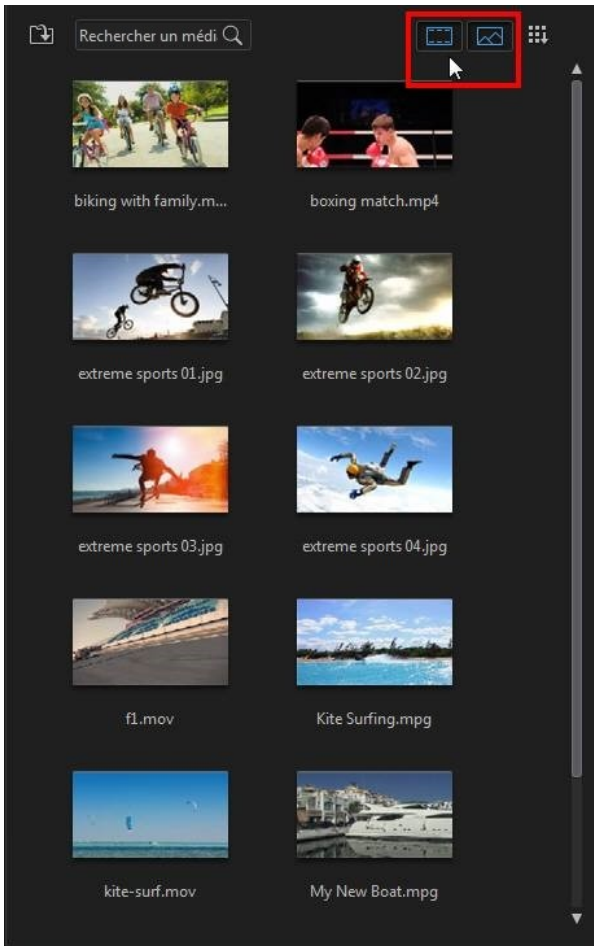 Rechercher un médi
biking with family.m...
boxing match.mp4
extreme sports 01.jpg
extreme sports 02.jpg
extreme sports 03.jpg
extreme sports 04.jpg
f1.mov
Kite Surfing.mpg
kite-surf.mov
My New Boat.mpg